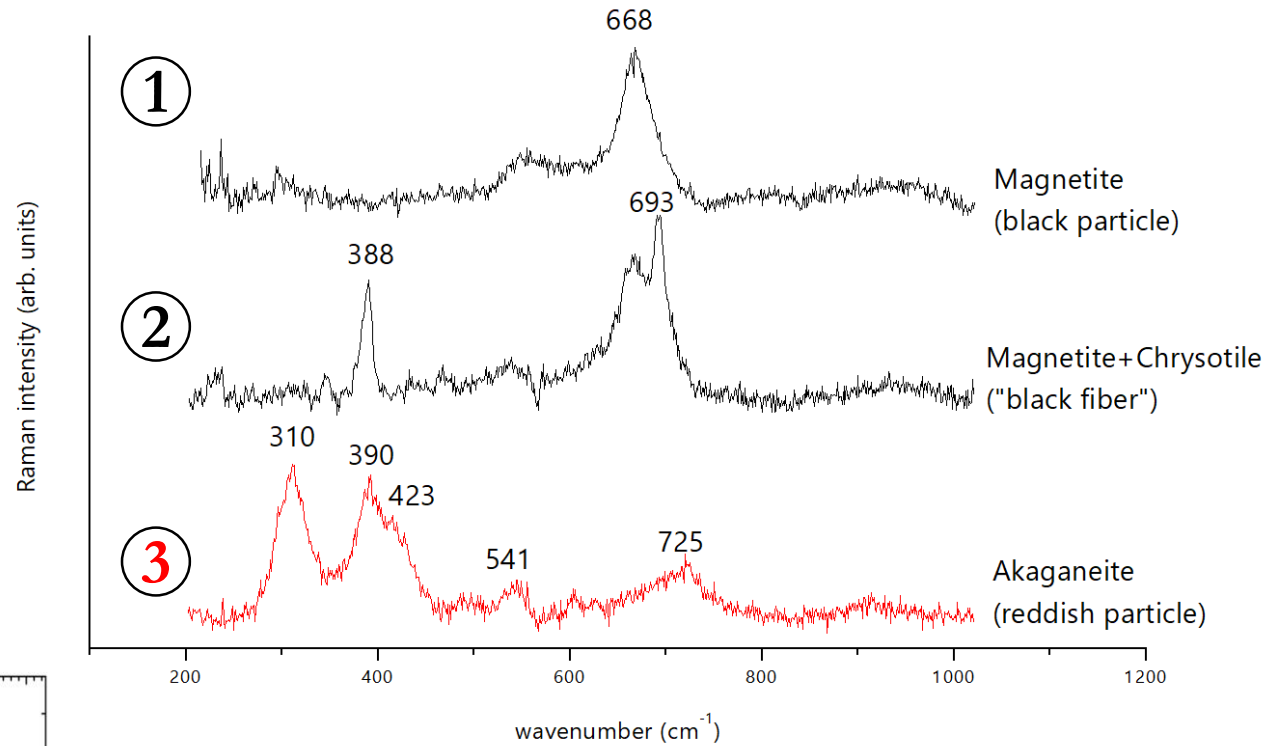 668
1
Magnetite
(black particle)
693
388
2
Magnetite+Chrysotile
("black fiber")
310
390
423
541
725
3
Akaganeite
(reddish particle)
Raman intensity (arb. units)
200 400 600 800 1000 1200
wavenumber (cm⁻¹)